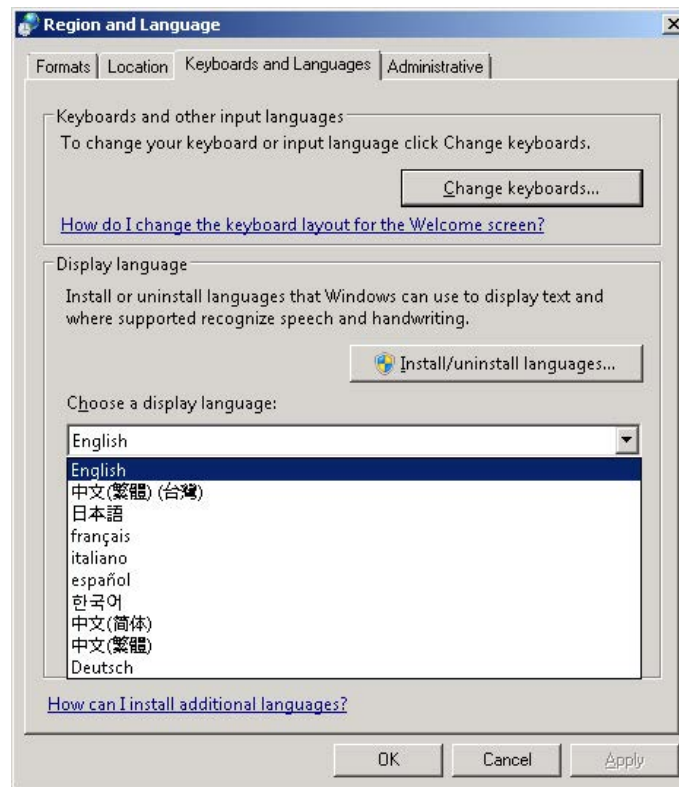 Region and Language
Formats
Location
Keyboards and Languages
Administrative
Keyboards and other input languages
To change your keyboard or input language click Change keyboards.
Change keyboards...
How do I change the keyboard layout for the Welcome screen?
Display language
Install or uninstall languages that Windows can use to display text and
where supported recognize speech and handwriting.
Install/uninstall languages...
Choose a display language:
English
English
中文(繁體) (台灣)
日本語
français
italiano
español
한국어
中文(简体)
中文(繁體)
Deutsch
How can I install additional languages?
OK
Cancel
Apply